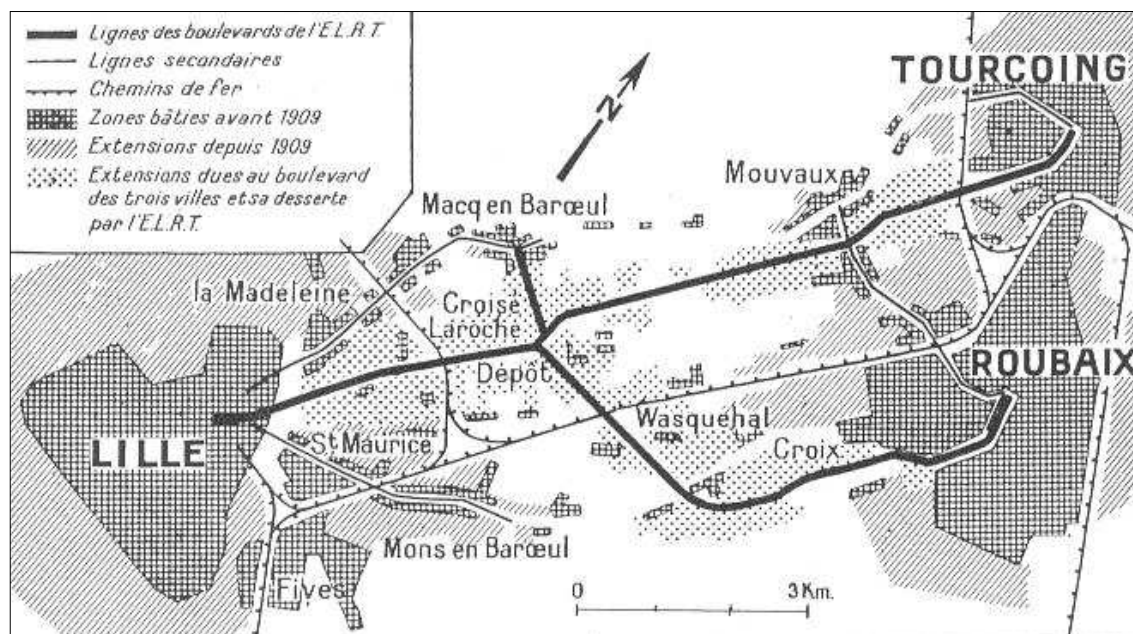 Lignes des boulevards de l'E.L.R.T.
Lignes secondaires
Chemins de fer
Zones bâties avant 1909
Extensions depuis 1909
Extensions dues au boulevard
des trois villes et sa desserte
par l'E.L.R.T.
N
TOURCOING
Mouvaux
Macq en Barœul
la Madeleine
Croisé
Laroche
Dépôt
ROUBAIX
Wasquehal
Croix
LILLE
St Maurice
Mons en Barœul
Fives
0 3 Km.